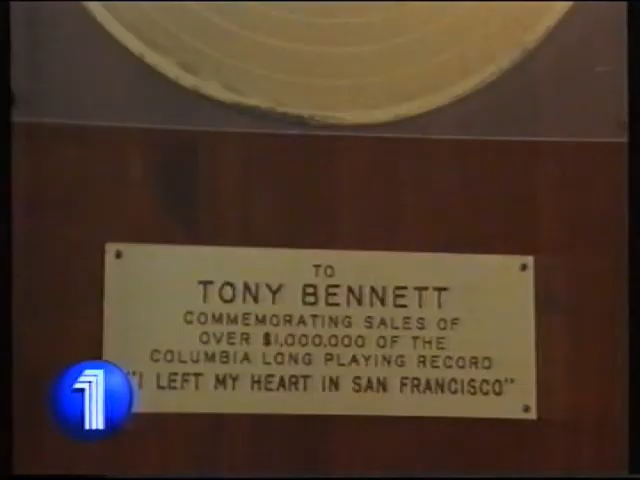 TO
TONY BENNETT
COMMEMORATING SALES OF
OVER $1,000,000 OF THE
COLUMBIA LONG PLAYING RECORD
"I LEFT MY HEART IN SAN FRANCISCO"
1